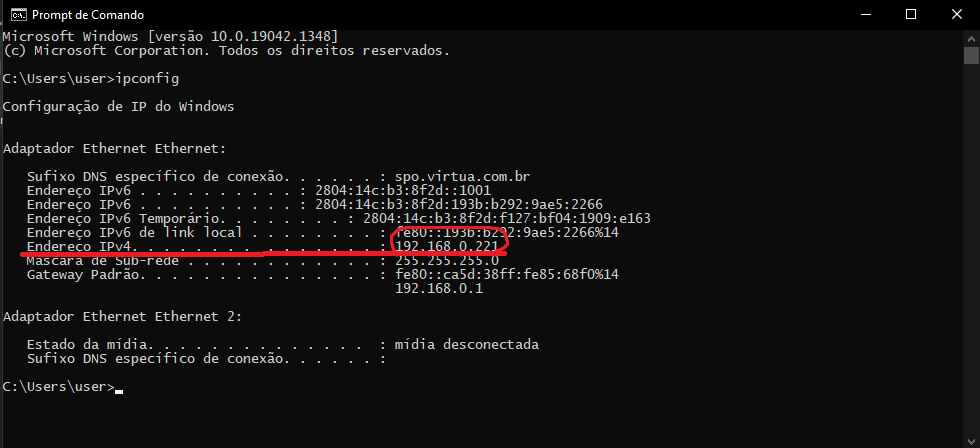 Prompt de Comando
Microsoft Windows [versão 10.0.19042.1348]
(c) Microsoft Corporation. Todos os direitos reservados.
C:\Users\user>ipconfig
Configuração de IP do Windows
Adaptador Ethernet Ethernet:
Sufixo DNS específico de conexão. . . . . . : spo.virtua.com.br
Endereço IPv6 . . . . . . . . . . : 2804:14c:b3:8f2d::1001
Endereço IPv6 . . . . . . . . . . : 2804:14c:b3:8f2d:193b:b292:9ae5:2266
Endereço IPv6 Temporário. . . . . . . . : 2804:14c:b3:8f2d:f127:bf04:1909:e163
Endereço IPv6 de link local . . . . . . . . : fe80::193b:b292:9ae5:2266%14
Endereço IPv4. . . . . . . . . . . . . . . : 192.168.0.221
Máscara de Sub-rede . . . . . . . . . . . . : 255.255.255.0
Gateway Padrão. . . . . . . . . . . . . . . : fe80::ca5d:38ff:fe85:68f0%14
192.168.0.1
Adaptador Ethernet Ethernet 2:
Estado da mídia. . . . . . . . . . . . . . : mídia desconectada
Sufixo DNS específico de conexão. . . . . . :
C:\Users\user>